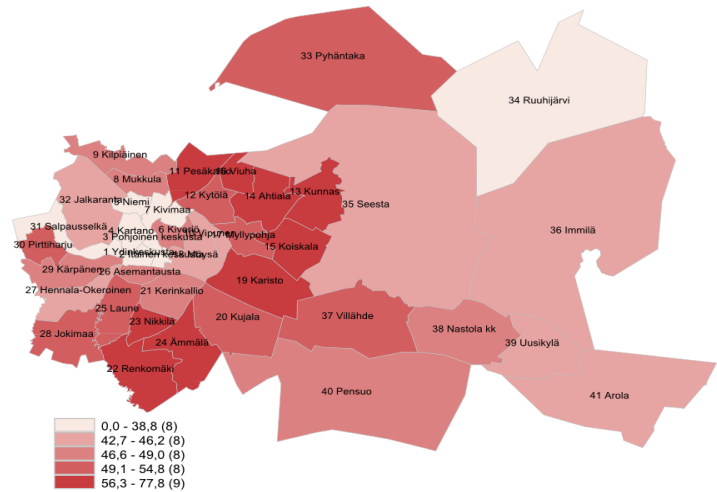 33 Pyhäntaka
34 Ruuhijärvi
9 Kilpiäinen
11 Pesäkallio
Viuha
8 Mukkula
12 Kytölä
14 Ahtiala
13 Kunnas
32 Jalkaranta
5 Niemi
7 Kivimaa
35 Seesta
31 Salpausselkä
4 Kartano
6 Kiveriö
3 Pohjoinen keskusta
17 Myllypohja
36 Immilä
30 Pirttiharju
1 Ydinkeskusta
15 Koiskala
29 Kärpänen
26 Asemantausta
19 Karisto
27 Hennala-Okeroinen
21 Kerinkallio
25 Laune
23 Nikkilä
20 Kujala
37 Villähde
28 Jokimaa
24 Ämmälä
38 Nastola kk
39 Uusikylä
22 Renkomäki
40 Pensuo
41 Arola
0,0 - 38,8 (8)
42,7 - 46,2 (8)
46,6 - 49,0 (8)
49,1 - 54,8 (8)
56,3 - 77,8 (9)